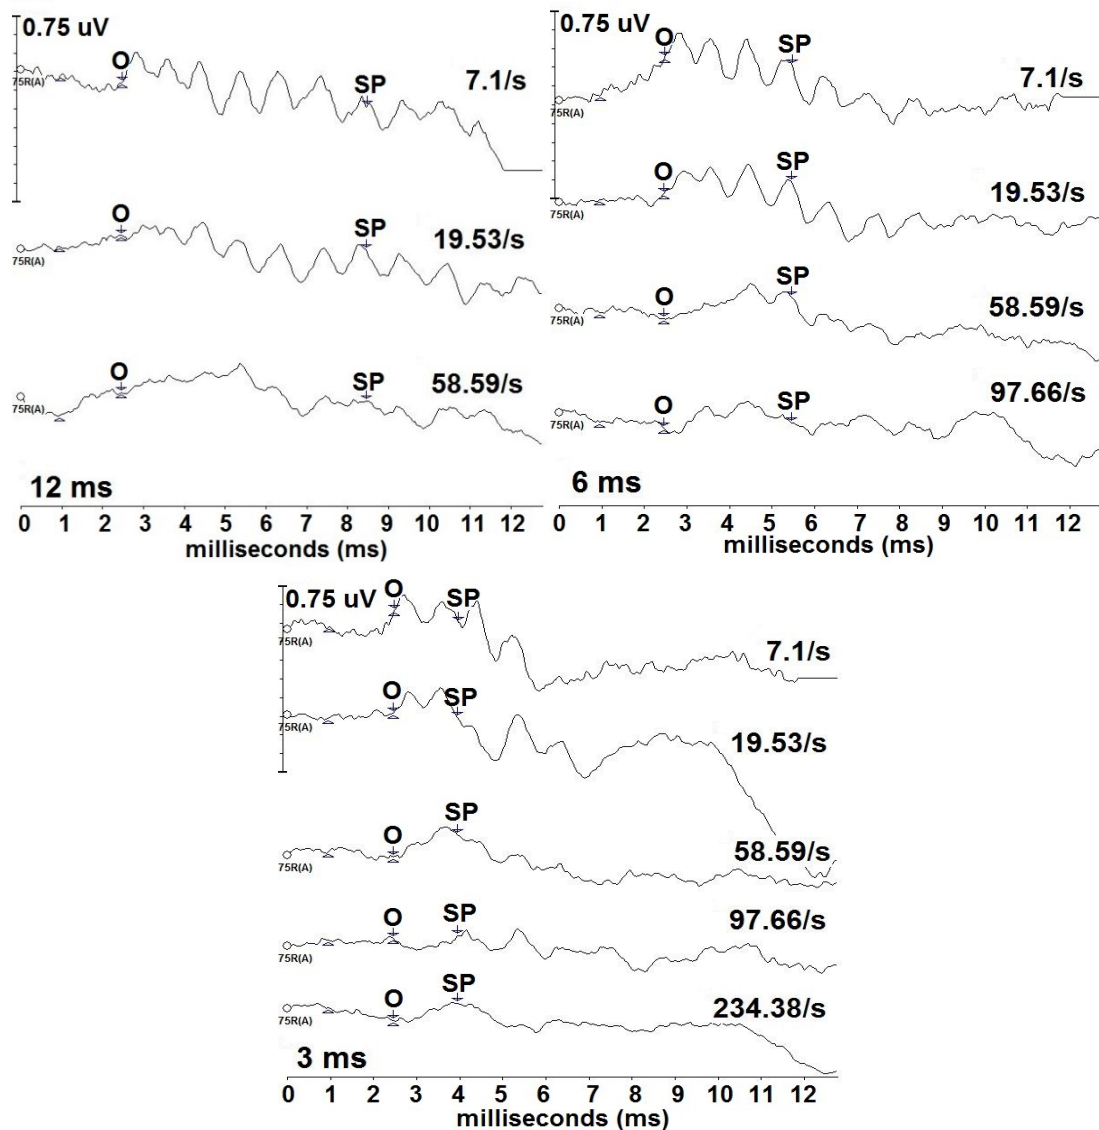 0.75 uV
O
SP
7.1/s
75R(A)
O
SP
19.53/s
75R(A)
O
SP
58.59/s
75R(A)
12 ms
0 1 2 3 4 5 6 7 8 9 10 11 12
milliseconds (ms)
0.75 uV
O
SP
7.1/s
75R(A)
O
SP
19.53/s
75R(A)
O
SP
58.59/s
75R(A)
O
SP
97.66/s
75R(A)
6 ms
0 1 2 3 4 5 6 7 8 9 10 11 12
milliseconds (ms)
0.75 uV
O
SP
7.1/s
75R(A)
O
SP
19.53/s
75R(A)
O
SP
58.59/s
75R(A)
O
SP
97.66/s
75R(A)
O
SP
234.38/s
75R(A)
3 ms
0 1 2 3 4 5 6 7 8 9 10 11 12
milliseconds (ms)